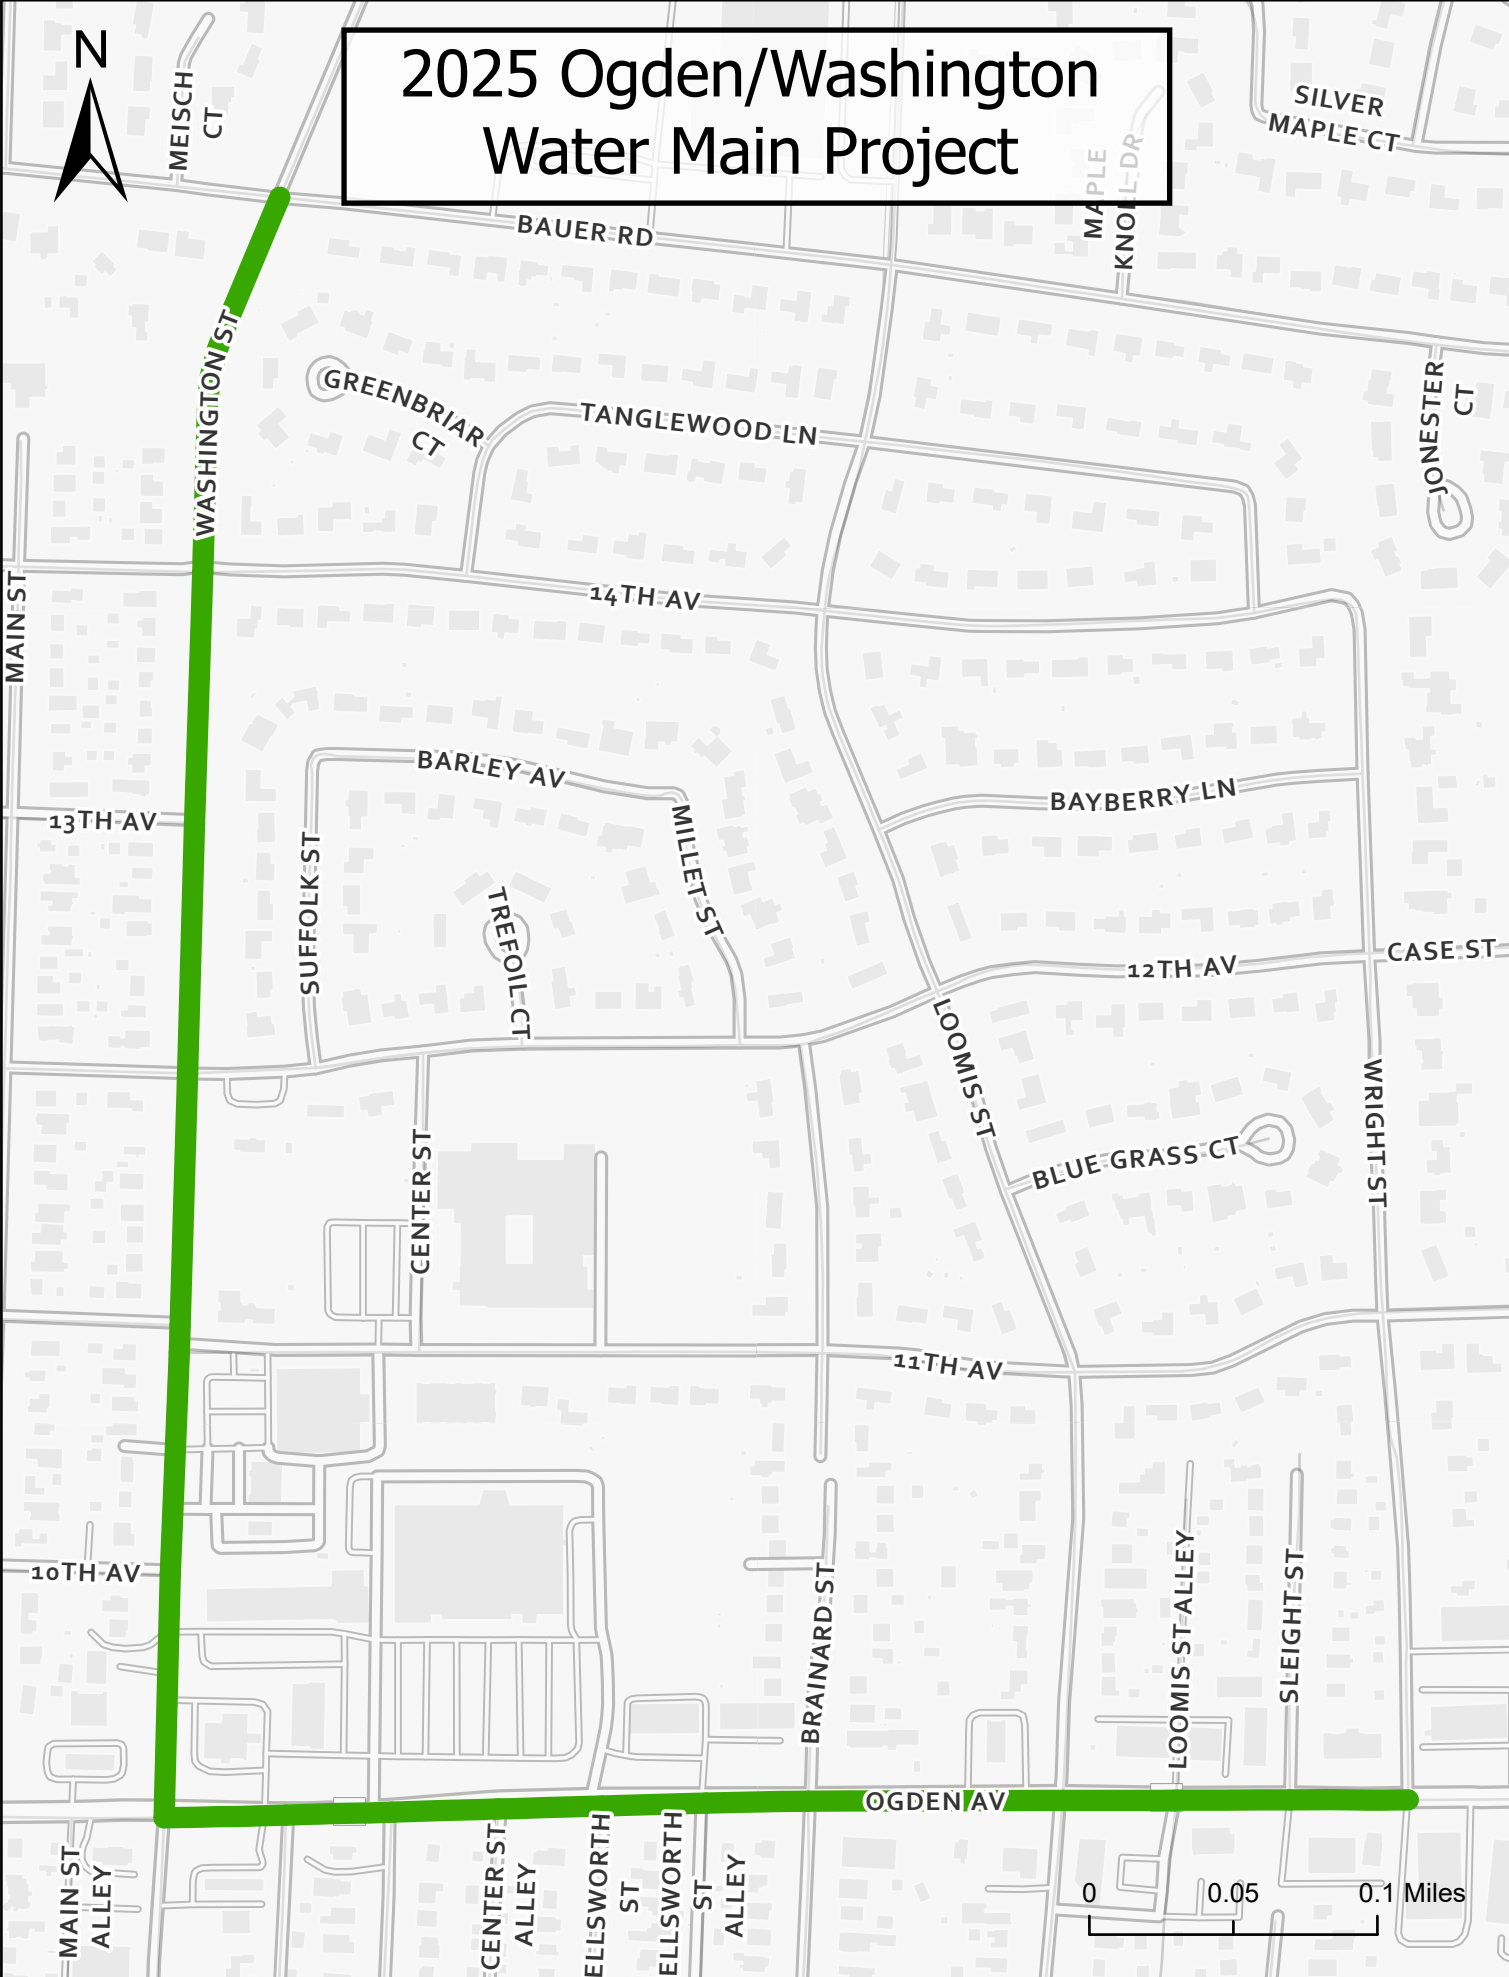 N
2025 Ogden/Washington
Water Main Project
MEISCH
CT
SILVER
MAPLE CT
MAPLE
KNOLL DR
BAUER RD
WASHINGTON ST
GREENBRIAR
CT
TANGLEWOOD LN
JONESTER
CT
MAIN ST
14TH AV
BARLEY AV
BAYBERRY LN
13TH AV
MILLET ST
SUFFOLK ST
TREFOIL CT
12TH AV
CASE ST
LOOMIS ST
WRIGHT ST
CENTER ST
BLUE GRASS CT
11TH AV
10TH AV
BRAINARD ST
LOOMIS ST ALLEY
SLEIGHT ST
OGDEN AV
MAIN ST
ALLEY
CENTER ST
ALLEY
ELLSWORTH
ST
ELLSWORTH
ST
ALLEY
0 0.05 0.1 Miles